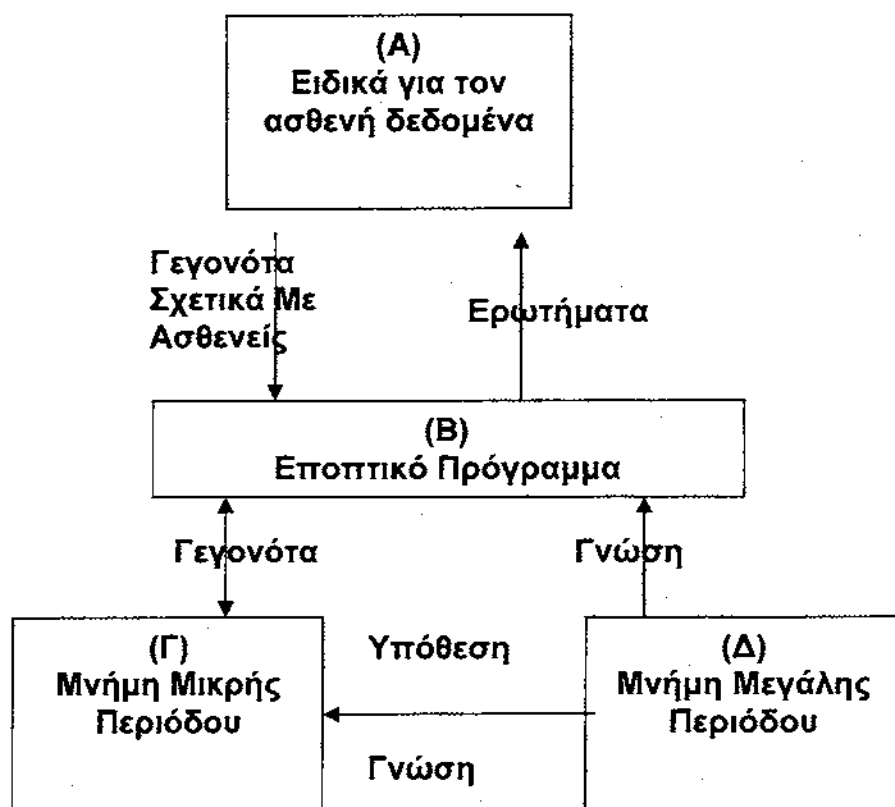 (Α)
Ειδικά για τον
ασθενή δεδομένα
Γεγονότα
Σχετικά Με
Ασθενείς
Ερωτήματα
(Β)
Εποπτικό Πρόγραμμα
Γεγονότα
Γνώση
(Γ)
Μνήμη Μικρής
Περιόδου
Υπόθεση
Γνώση
(Δ)
Μνήμη Μεγάλης
Περιόδου